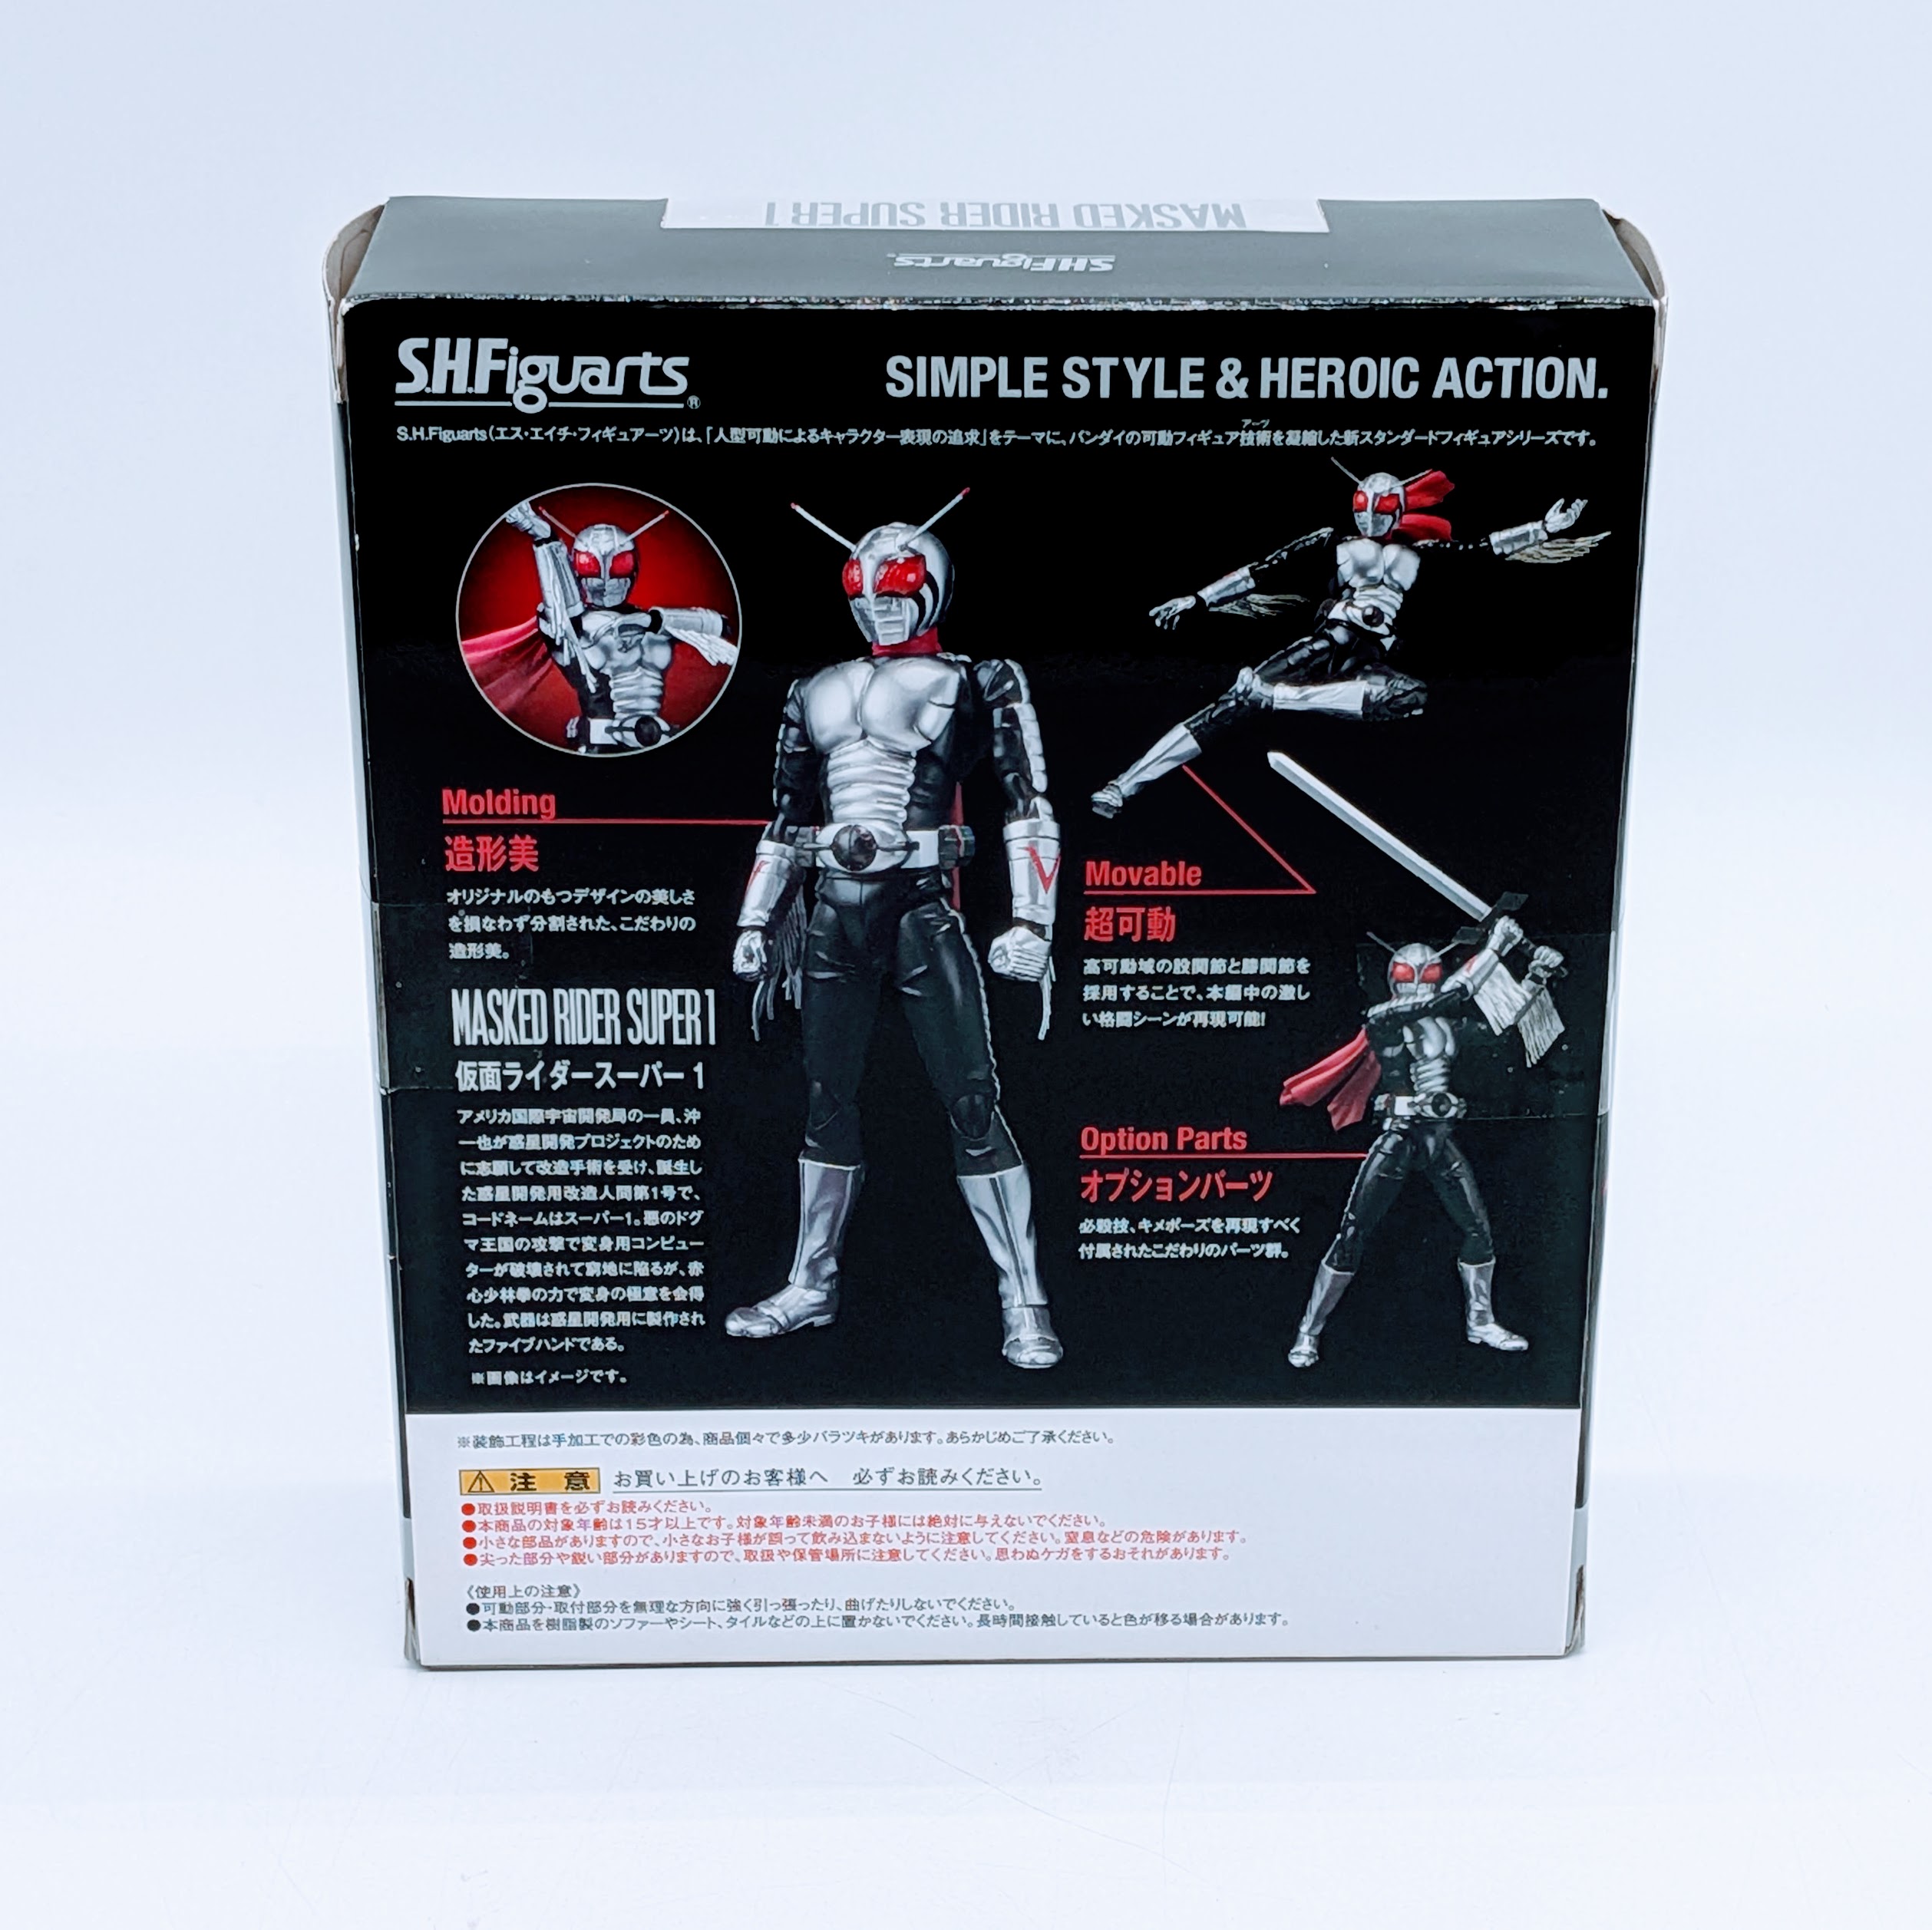 MASKED RIDER SUPER 1
S.H.Figuarts
S.H.Figuarts®
SIMPLE STYLE & HEROIC ACTION.
アーツ
S.H.Figuarts(エス・エイチ・フィギュアーツ)は、「人型可動によるキャラクター表現の追求」をテーマに、バンダイの可動フィギュア技術を凝縮した新スタンダードフィギュアシリーズです。
Molding
造形美
オリジナルのもつデザインの美しさ
を損なわず分割された、こだわりの
造形美。
MASKED RIDER SUPER 1
仮面ライダースーパー1
アメリカ国際宇宙開発局の一員、沖
一也が惑星開発プロジェクトのため
に志願して改造手術を受け、誕生し
た惑星開発用改造人間第1号で、
コードネームはスーパー1。悪のドグ
マ王国の攻撃で変身用コンピュー
ターが破壊されて窮地に陥るが、赤
心少林拳の力で変身の極意を会得
した。武器は惑星開発用に製作され
たファイブハンドである。
※画像はイメージです。
Movable
超可動
高可動域の股関節と膝関節を
採用することで、本編中の激し
い格闘シーンが再現可能!
Option Parts
オプションパーツ
必殺技、キメポーズを再現すべく
付属されたこだわりのパーツ群。
※装飾工程は手加工での彩色の為、商品個々で多少バラツキがあります。あらかじめご了承ください。
⚠注 意 お買い上げのお客様へ 必ずお読みください。
●取扱説明書を必ずお読みください。
●本商品の対象年齢は15才以上です。対象年齢未満のお子様には絶対に与えないでください。
●小さな部品がありますので、小さなお子様が誤って飲み込まないように注意してください。窒息などの危険があります。
●尖った部分や鋭い部分がありますので、取扱や保管場所に注意してください。思わぬケガをするおそれがあります。
《使用上の注意》
●可動部分・取付部分を無理な方向に強く引っ張ったり、曲げたりしないでください。
●本商品を樹脂製のソファーやシート、タイルなどの上に置かないでください。長時間接触していると色が移る場合があります。